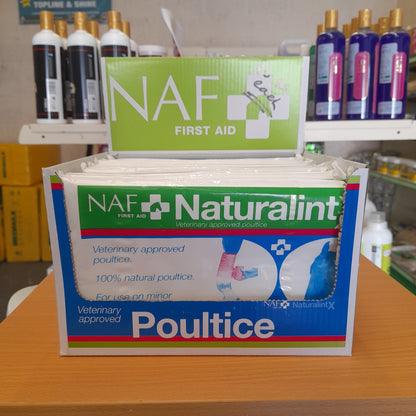 TOPLINE & SHINE
NAF
FIRST AID
each
NAF Naturalint
FIRST AID
Veterinary approved poultice
Veterinary approved
poultice.
100% natural poultice.
For use on minor
NAF NaturalintX
Veterinary
approved
Poultice